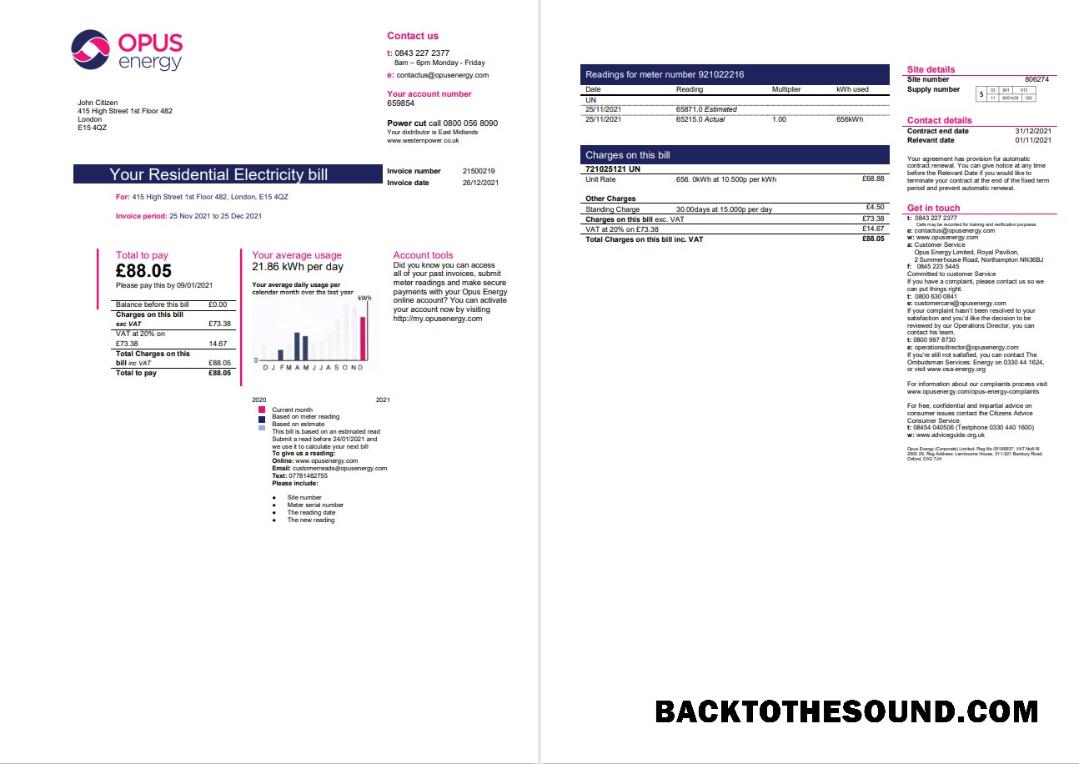 OPUS
energy
Contact us
t: 0843 227 2377
8am – 6pm Monday - Friday
e: contactus@opusenergy.com
Your account number
659854
Power cut call 0800 056 8090
Your distributor is East Midlands
www.westernpower.co.uk
John Citizen
415 High Street 1st Floor 482
London
E15 4QZ
Your Residential Electricity bill
Invoice number 21500219
Invoice date 26/12/2021
For: 415 High Street 1st Floor 482, London, E15 4QZ
Invoice period: 25 Nov 2021 to 25 Dec 2021
Total to pay
£88.05
Please pay this by 09/01/2021
Balance before this bill £0.00
Charges on this bill
exc VAT £73.38
VAT at 20% on
£73.38 14.67
Total Charges on this
bill inc VAT £88.05
Total to pay £88.05
Your average usage
21.86 kWh per day
Your average daily usage per
calendar month over the last year
kWh
0
D J F M A M J J A S O N D
2020 2021
Current month
Based on meter reading
Based on estimate
This bill is based on an estimated read
Submit a read before 24/01/2021 and
we use it to calculate your next bill
To give us a reading:
Online: www.opusenergy.com
Email: customerreads@opusenergy.com
Text: 07781482755
Please include:
● Site number
● Meter serial number
● The reading date
● The new reading
Account tools
Did you know you can access
all of your past invoices, submit
meter readings and make secure
payments with your Opus Energy
online account? You can activate
your account now by visiting
http://my.opusenergy.com
Readings for meter number 921022216
Date Reading Multiplier kWh used
UN
25/11/2021 65871.0 Estimated
25/11/2021 65215.0 Actual 1.00 656kWh
Charges on this bill
721025121 UN
Unit Rate 656. 0kWh at 10.500p per kWh £68.88
Other Charges
Standing Charge 30.00days at 15.000p per day £4.50
Charges on this bill exc. VAT £73.38
VAT at 20% on £73.38 £14.67
Total Charges on this bill inc. VAT £88.05
Site details
Site number 806274
Supply number S
Contact details
Contract end date 31/12/2021
Relevant date 01/11/2021
Your agreement has provision for automatic
contract renewal. You can give notice at any time
before the Relevant Date if you would like to
terminate your contract at the end of the fixed term
period and prevent automatic renewal.
Get in touch
t: 0843 227 2377
Calls may be recorded for training and verification purposes.
e: contactus@opusenergy.com
w: www.opusenergy.com
a: Customer Service
Opus Energy Limited, Royal Pavilion,
2 Summerhouse Road, Northampton NN36BJ
f: 0845 223 5445
Committed to customer Service
If you have a complaint, please contact us so we
can put things right.
t: 0800 630 0841
e: customercare@opusenergy.com
If your complaint hasn't been resolved to your
satisfaction and you'd like the decision to be
reviewed by our Operations Director, you can
contact his team.
t: 0800 997 8730
e: operationsdirector@opusenergy.com
If you're still not satisfied, you can contact The
Ombudsman Services: Energy on 0330 44 1624,
or visit www.osa-energy.org
For information about our complaints process visit
www.opusenergy.com/opus-energy-complaints
For free, confidential and impartial advice on
consumer issues contact the Citizens Advice
Consumer Service.
t: 08454 040506 (Textphone 0330 440 1600)
w: www.adviceguide.org.uk
BACKTOTHESOUND.COM